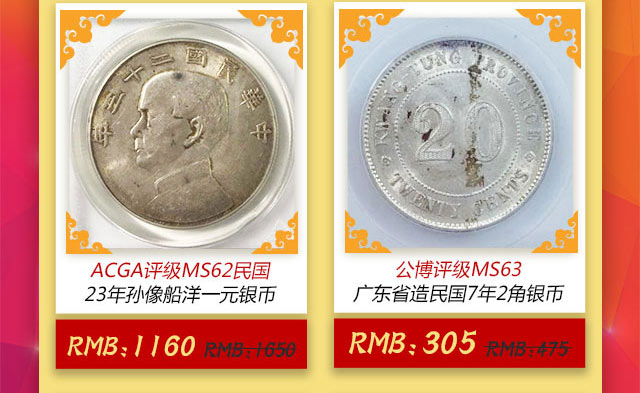 中華民國二十三年
ACGA评级MS62民国
23年孙像船洋一元银币
RMB:1160 RMB:1650
KWANG-TUNG PROVINCE
20
TWENTY CENTS
公博评级MS63
广东省造民国7年2角银币
RMB:305 RMB:475